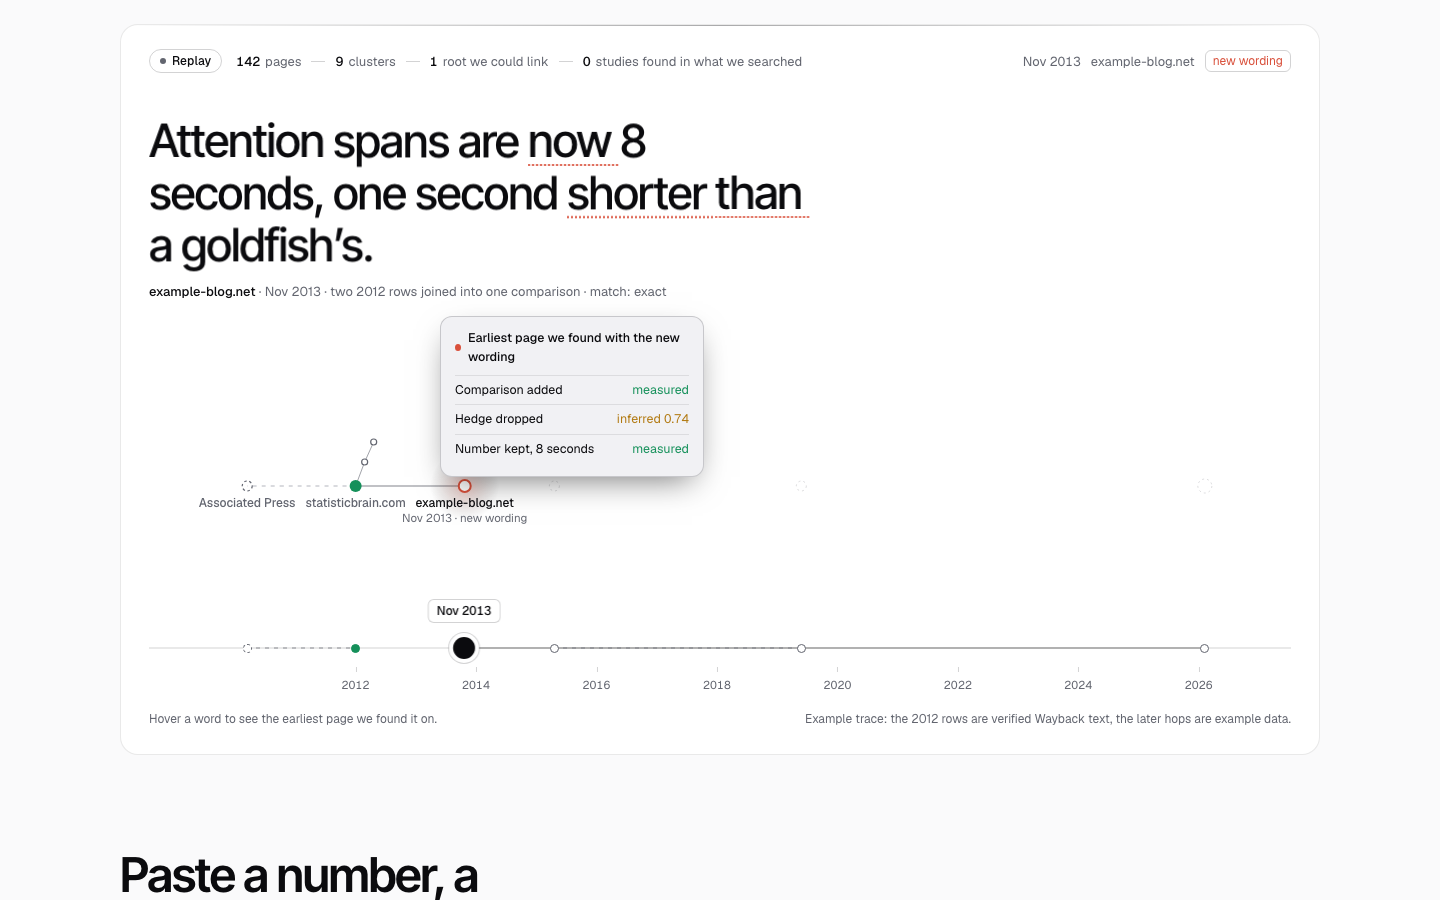 Replay 142 pages — 9 clusters — 1 root we could link — 0 studies found in what we searched
Nov 2013 example-blog.net new wording
Attention spans are now 8
seconds, one second shorter than
a goldfish’s.
example-blog.net · Nov 2013 · two 2012 rows joined into one comparison · match: exact
Earliest page we found with the new
wording
Comparison added measured
Hedge dropped inferred 0.74
Number kept, 8 seconds measured
Associated Press statisticbrain.com example-blog.net
Nov 2013 · new wording
Nov 2013
2012 2014 2016 2018 2020 2022 2024 2026
Hover a word to see the earliest page we found it on.
Example trace: the 2012 rows are verified Wayback text, the later hops are example data.
Paste a number, a